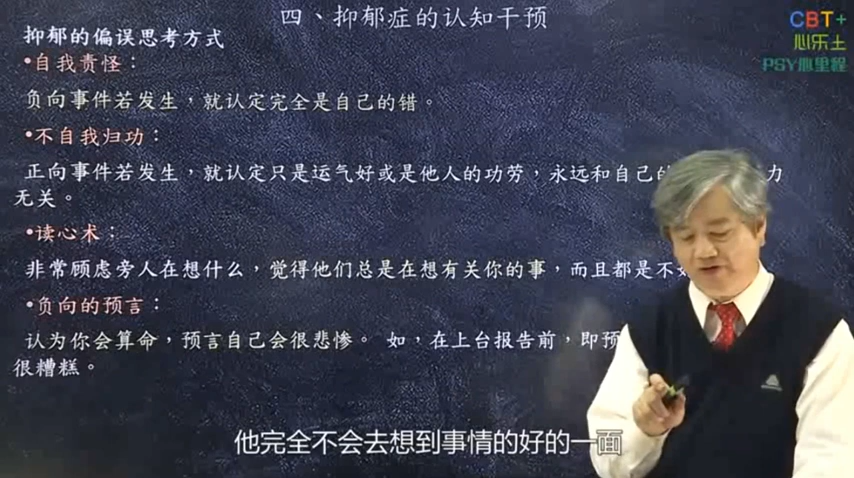 四、抑郁症的认知干预
CBT+
心乐土
PSY心里程
抑郁的偏误思考方式
•自我责怪：
负向事件若发生，就认定完全是自己的错。
•不自我归功：
正向事件若发生，就认定只是运气好或是他人的功劳，永远和自己的 力
无关。
•读心术：
非常顾虑旁人在想什么，觉得他们总是在想有关你的事，而且都是不
•负向的预言：
认为你会算命，预言自己会很悲惨。 如，在上台报告前，即预
很糟糕。
他完全不会去想到事情的好的一面